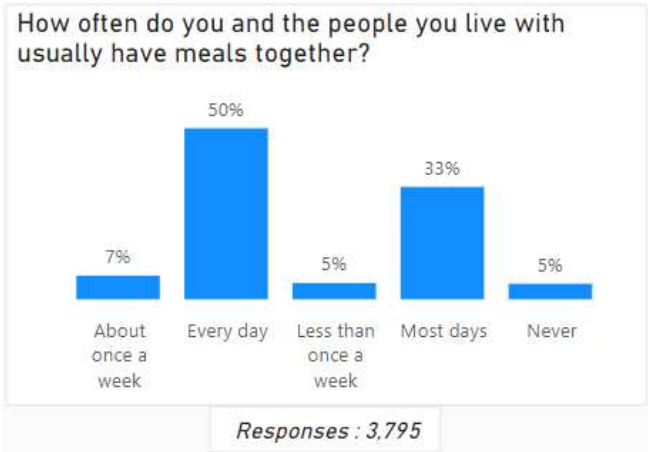 How often do you and the people you live with
usually have meals together?
50%
33%
7%
5%
5%
About
once a
week
Every day
Less than
once a
week
Most days
Never
Responses : 3,795